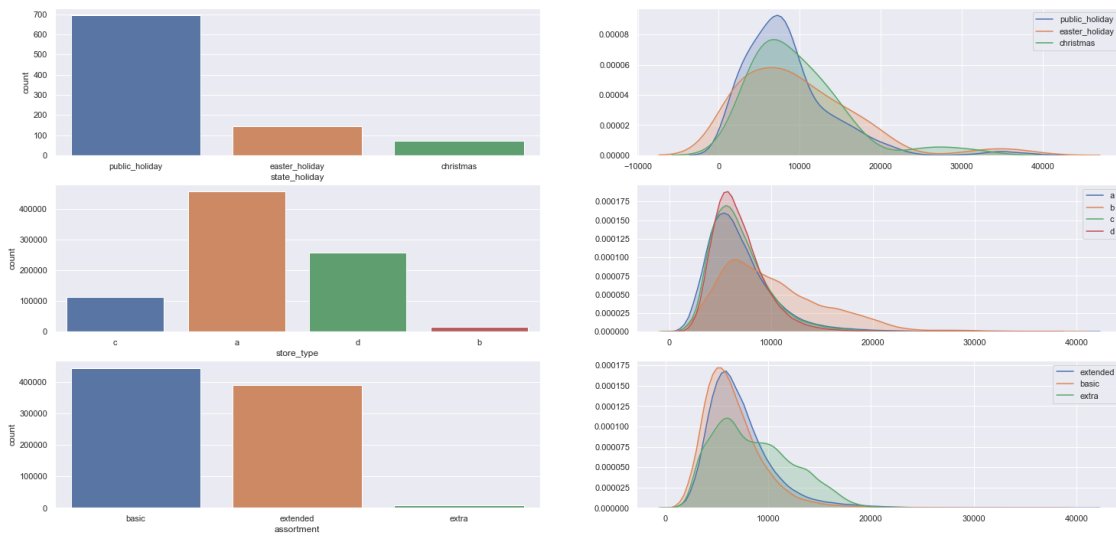 700
600
500
400
300
200
100
0
count
public_holiday easter_holiday christmas
state_holiday
0.00008
0.00006
0.00004
0.00002
0.00000
−10000 0 10000 20000 30000 40000
public_holiday
easter_holiday
christmas
400000
300000
200000
100000
0
count
c a d b
store_type
0.000175
0.000150
0.000125
0.000100
0.000075
0.000050
0.000025
0.000000
0 10000 20000 30000 40000
a
b
c
d
400000
300000
200000
100000
0
count
basic extended extra
assortment
0.000175
0.000150
0.000125
0.000100
0.000075
0.000050
0.000025
0.000000
0 10000 20000 30000 40000
extended
basic
extra